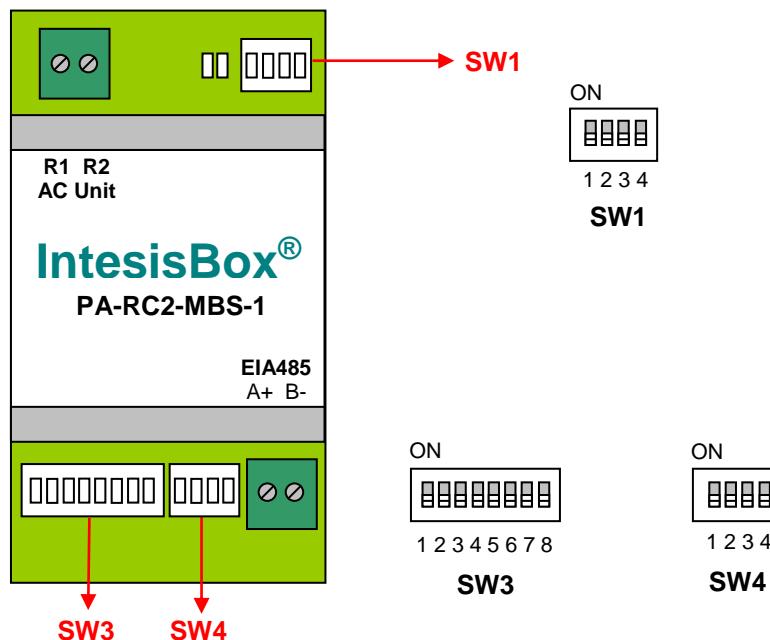 SW1
ON
1 2 3 4
SW1
R1 R2
AC Unit
IntesisBox®
PA-RC2-MBS-1
EIA485
A+ B-
ON
1 2 3 4 5 6 7 8
SW3
ON
1 2 3 4
SW4
SW3
SW4